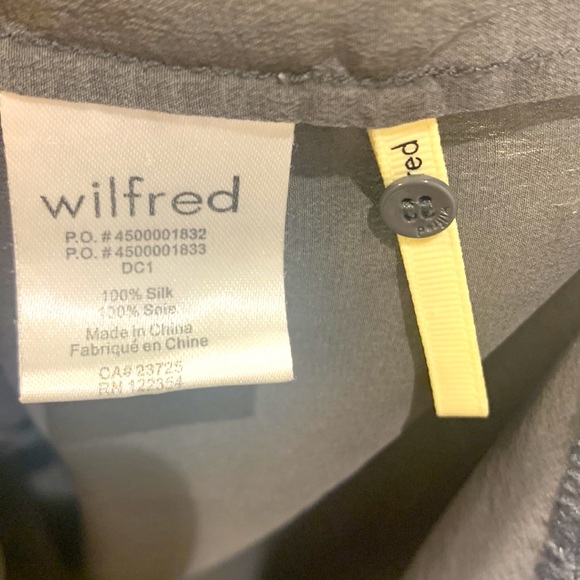 wilfred
P.O. # 4500001832
P.O. # 4500001833
DC1
100% Silk
100% Soie
Made in China
Fabriqué en Chine
CA# 23725
RN 122354
red